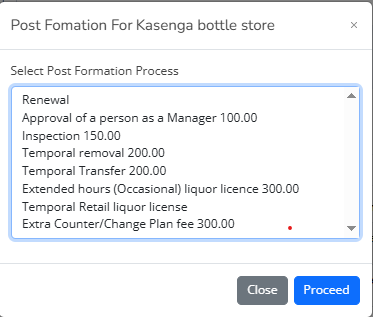 Post Fomation For Kasenga bottle store
×
Select Post Formation Process
Renewal
Approval of a person as a Manager 100.00
Inspection 150.00
Temporal removal 200.00
Temporal Transfer 200.00
Extended hours (Occasional) liquor licence 300.00
Temporal Retail liquor license
Extra Counter/Change Plan fee 300.00
Close Proceed